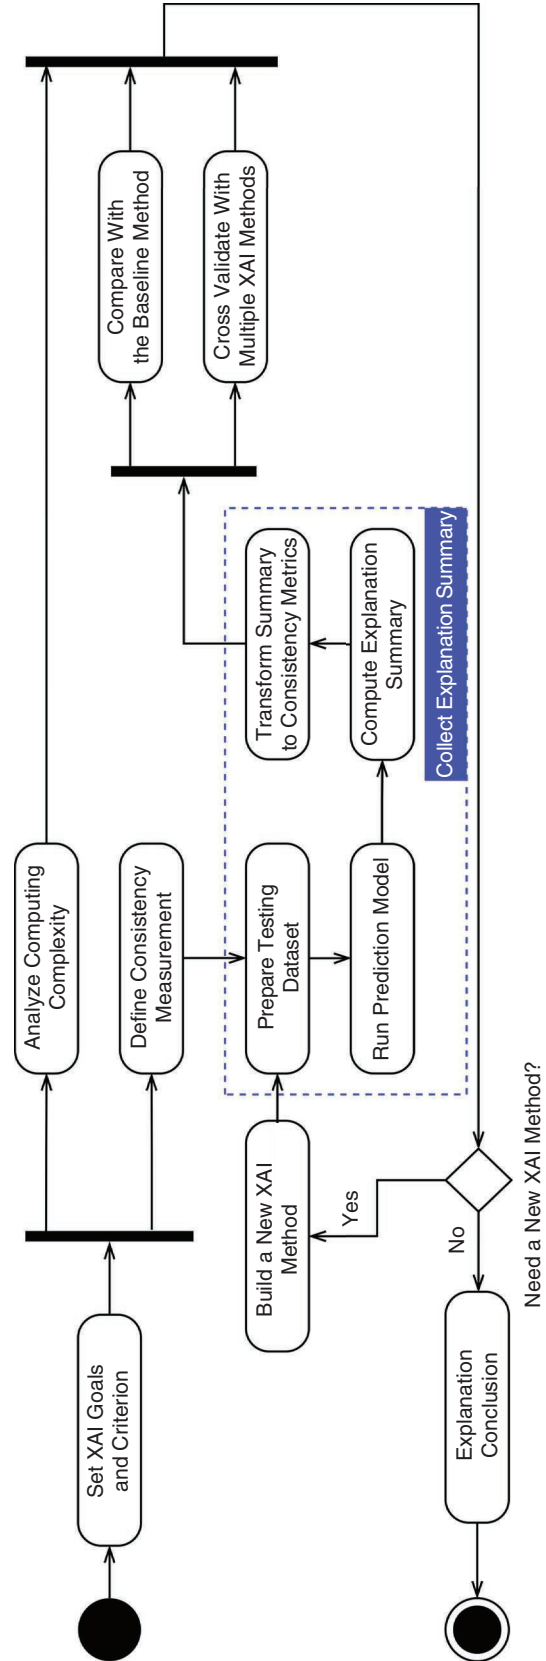 Set XAI Goals
and Criterion
Analyze Computing
Complexity
Define Consistency
Measurement
Build a New XAI
Method
Prepare Testing
Dataset
Run Prediction Model
Compute Explanation
Summary
Transform Summary
to Consistency Metrics
Collect Explanation Summary
Compare With
the Baseline Method
Cross Validate With
Multiple XAI Methods
Yes
No
Need a New XAI Method?
Explanation
Conclusion